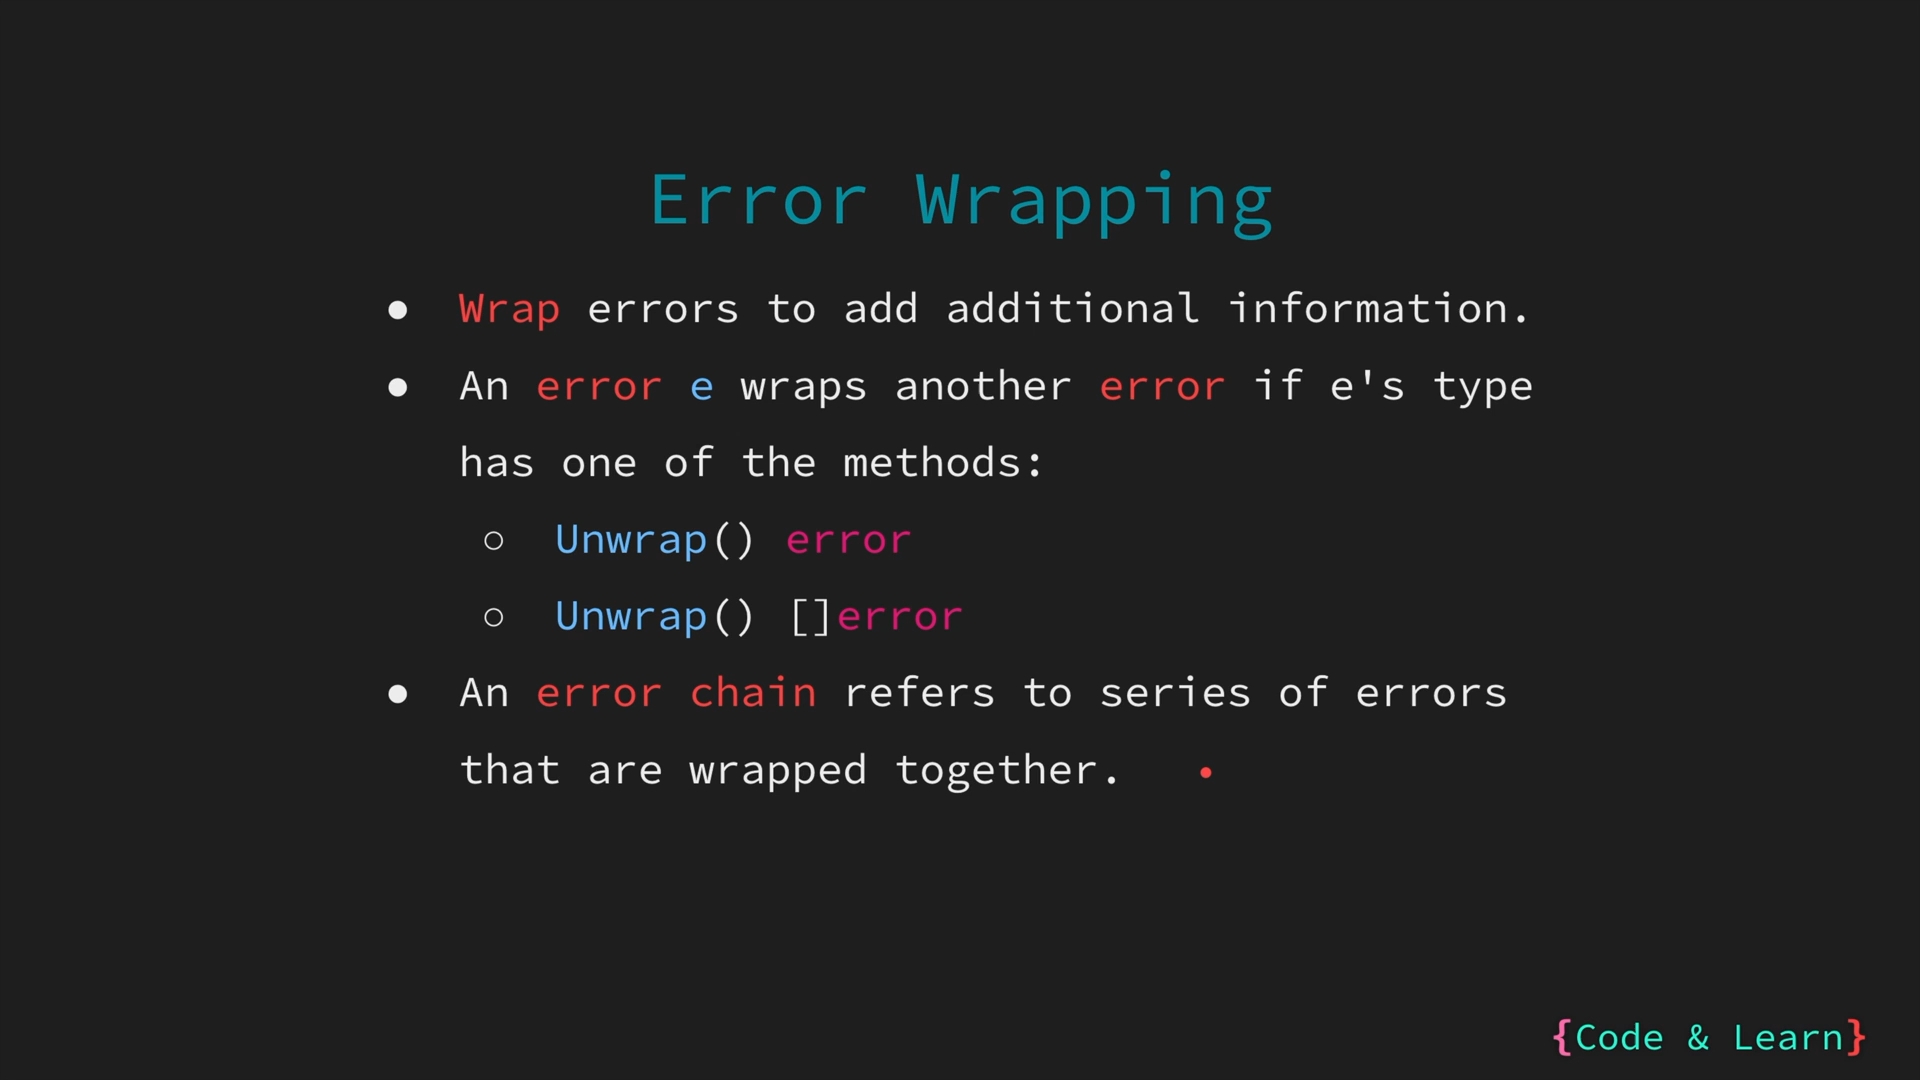 Error Wrapping
● Wrap errors to add additional information.
● An error e wraps another error if e's type
has one of the methods:
○ Unwrap() error
○ Unwrap() []error
● An error chain refers to series of errors
that are wrapped together.
{Code & Learn}